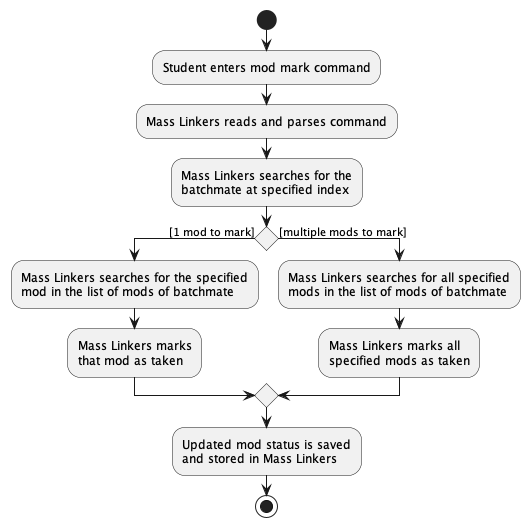 Student enters mod mark command
Mass Linkers reads and parses command
Mass Linkers searches for the
batchmate at specified index
[1 mod to mark]
[multiple mods to mark]
Mass Linkers searches for the specified
mod in the list of mods of batchmate
Mass Linkers searches for all specified
mods in the list of mods of batchmate
Mass Linkers marks
that mod as taken
Mass Linkers marks all
specified mods as taken
Updated mod status is saved
and stored in Mass Linkers